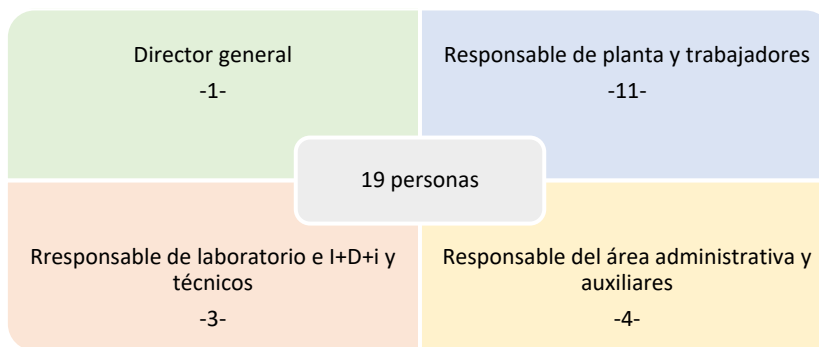 Director general
-1-
Responsable de planta y trabajadores
-11-
19 personas
Rresponsable de laboratorio e I+D+i y
técnicos
-3-
Responsable del área administrativa y
auxiliares
-4-